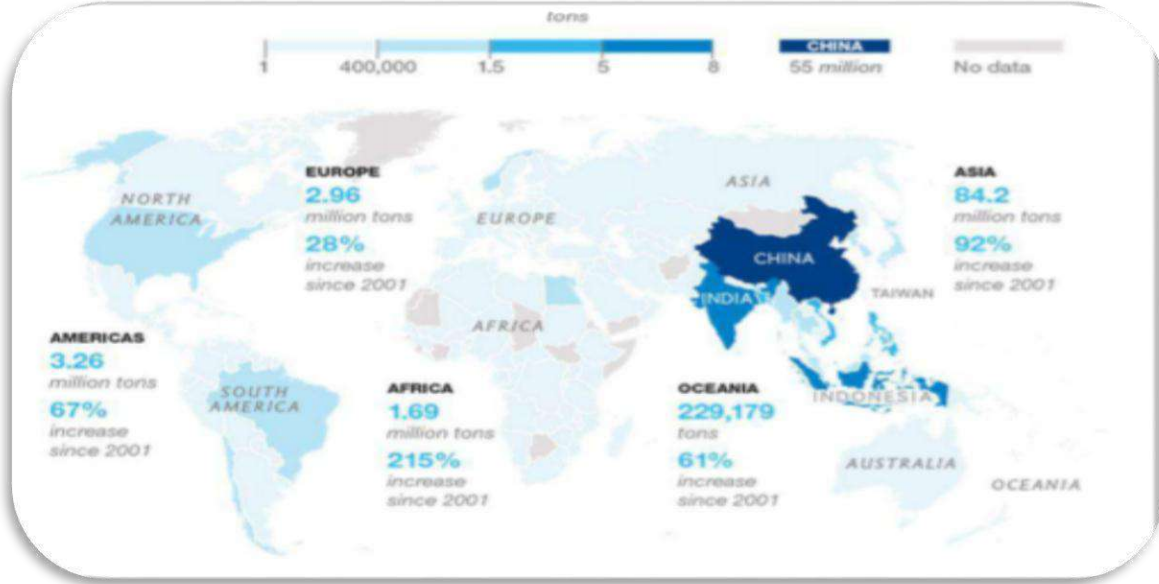 tons
1 400,000 1.5 5 8
CHINA
55 million
No data
NORTH
AMERICA
EUROPE
2.96
million tons
28%
increase
since 2001
EUROPE
ASIA
ASIA
84.2
million tons
92%
increase
since 2001
CHINA
INDIA
TAIWAN
AFRICA
AMERICAS
3.26
million tons
67%
increase
since 2001
SOUTH
AMERICA
AFRICA
1.69
million tons
215%
increase
since 2001
OCEANIA
229,179
tons
61%
increase
since 2001
INDONESIA
AUSTRALIA
OCEANIA